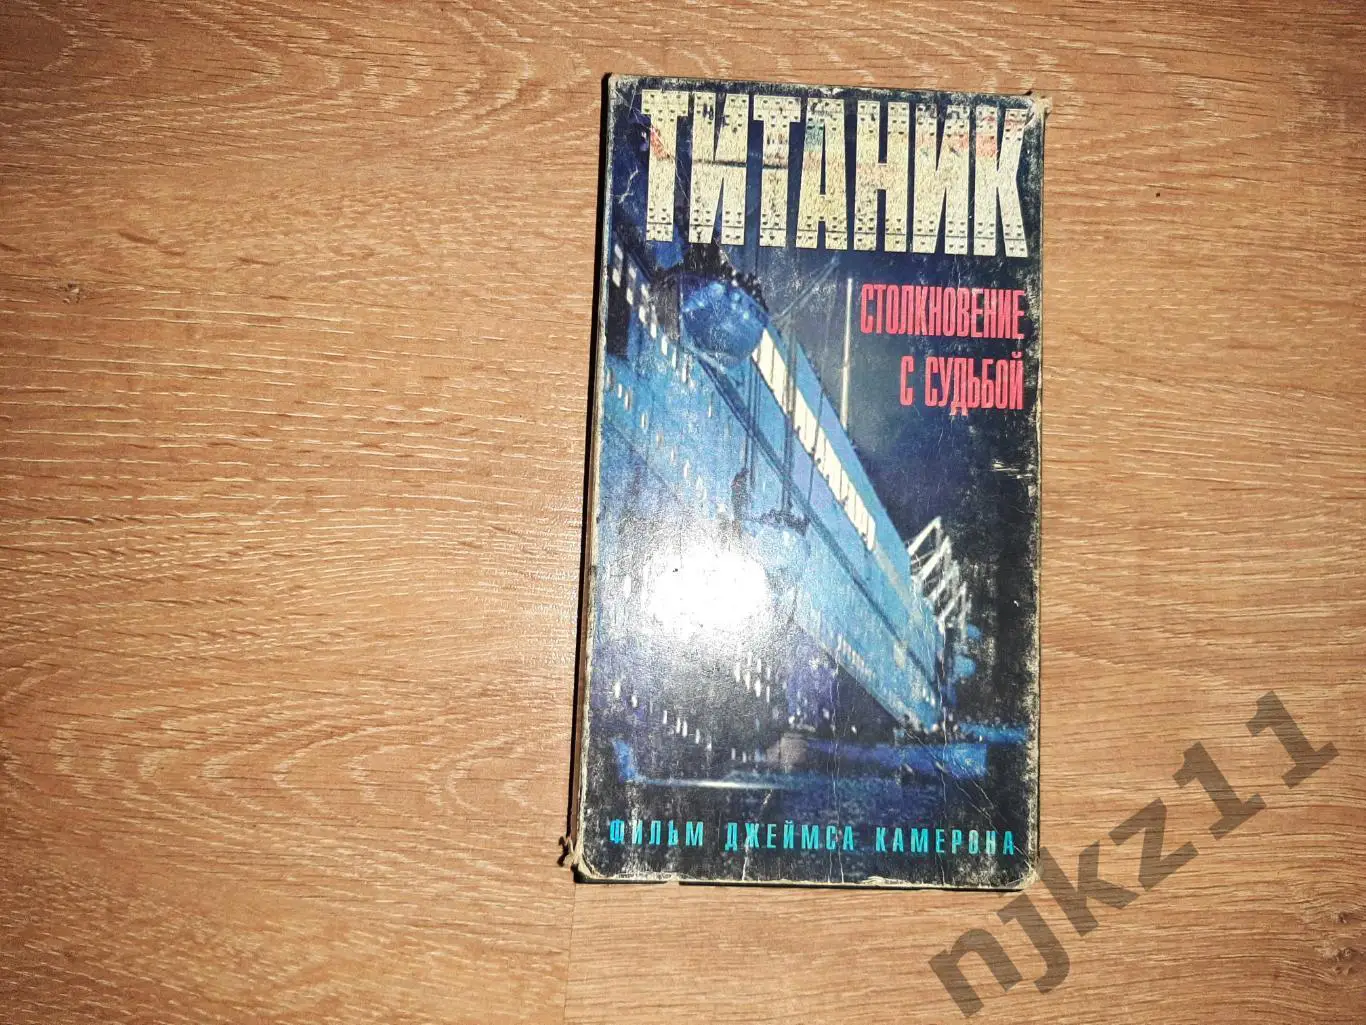 ТИТАНИК
СТОЛКНОВЕНИЕ
С СУДЬБОЙ
ФИЛЬМ ДЖЕЙМСА КАМЕРОНА
njkz11